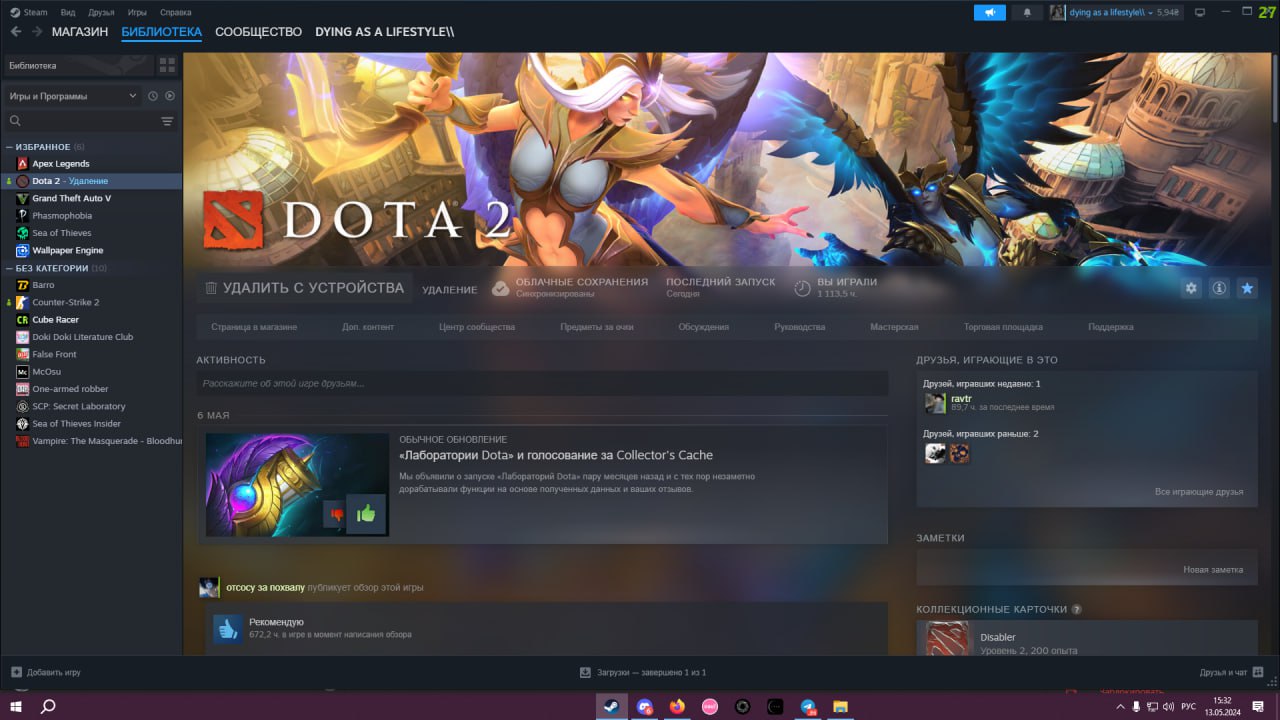 Steam Вид Друзья Игры Справка
dying as a lifestyle\\ 5,94₴
27
МАГАЗИН БИБЛИОТЕКА СООБЩЕСТВО DYING AS A LIFESTYLE\\
Библиотека
Игры и Программы
ИЗБРАННОЕ (6)
Apex Legends
Dota 2 - Удаление
Grand Theft Auto V
Phasmophobia
Sea of Thieves
Wallpaper Engine
БЕЗ КАТЕГОРИИ (10)
Barro
Counter-Strike 2
Cube Racer
Doki Doki Literature Club
False Front
McOsu
One-armed robber
SCP: Secret Laboratory
Sea of Thieves Insider
Vampire: The Masquerade - Bloodhu
DOTA 2
УДАЛИТЬ С УСТРОЙСТВА
УДАЛЕНИЕ
ОБЛАЧНЫЕ СОХРАНЕНИЯ
Синхронизированы
ПОСЛЕДНИЙ ЗАПУСК
Сегодня
ВЫ ИГРАЛИ
1 113,5 ч.
Страница в магазине Доп. контент Центр сообщества Предметы за очки Обсуждения Руководства Мастерская Торговая площадка Поддержка
АКТИВНОСТЬ
Расскажите об этой игре друзьям...
6 МАЯ
ОБЫЧНОЕ ОБНОВЛЕНИЕ
«Лаборатории Dota» и голосование за Collector's Cache
Мы объявили о запуске «Лабораторий Dota» пару месяцев назад и с тех пор незаметно
дорабатывали функции на основе полученных данных и ваших отзывов.
отсосу за похвалу публикует обзор этой игры
Рекомендую
672,2 ч. в игре в момент написания обзора
ДРУЗЬЯ, ИГРАЮЩИЕ В ЭТО
Друзей, игравших недавно: 1
ravtr
89,7 ч. за последнее время
Друзей, игравших раньше: 2
Все играющие друзья
ЗАМЕТКИ
Новая заметка
КОЛЛЕКЦИОННЫЕ КАРТОЧКИ ?
Disabler
Уровень 2, 200 опыта
Добавить игру
Загрузки — завершено 1 из 1
Друзья и чат
РУС
15:32
13.05.2024